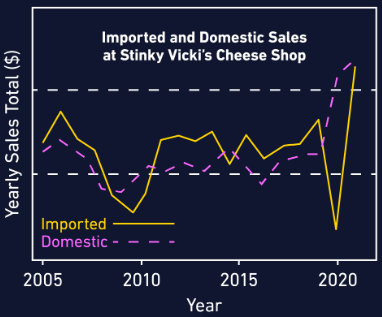 Imported and Domestic Sales
at Stinky Vicki's Cheese Shop
Yearly Sales Total ($)
Imported
Domestic
2005 2010 2015 2020
Year